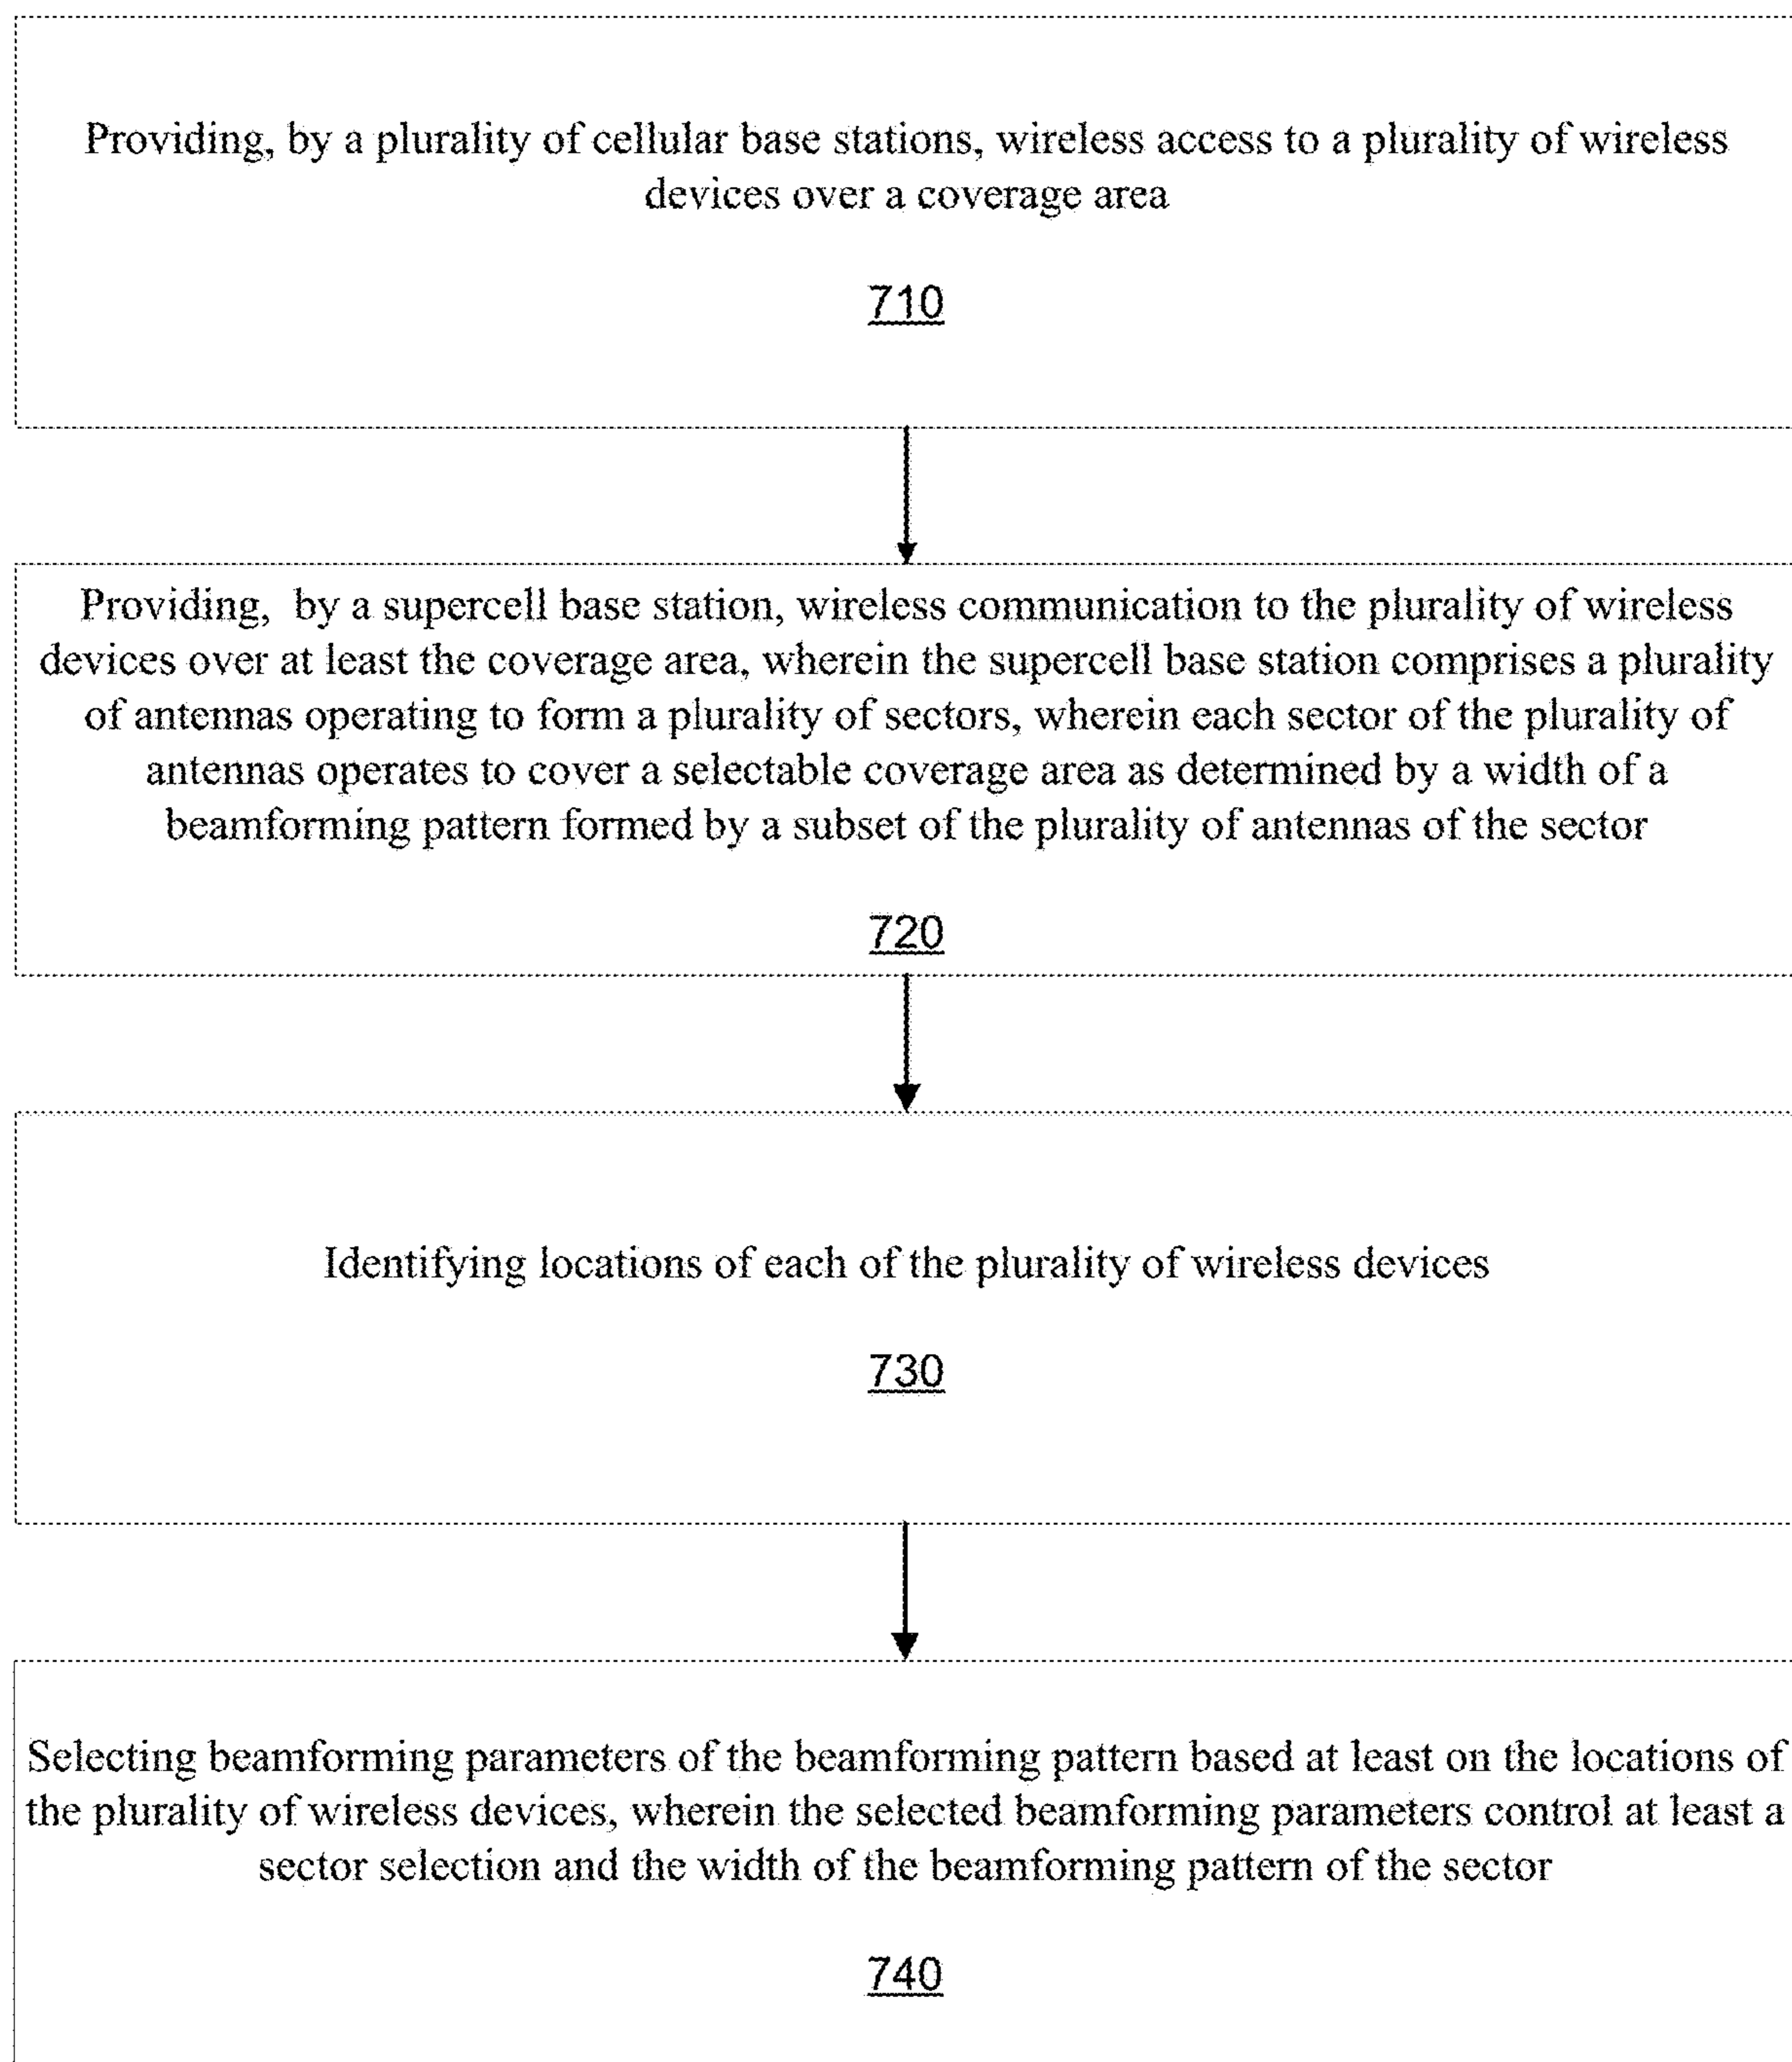 Providing, by a plurality of cellular base stations, wireless access to a plurality of wireless
devices over a coverage area
710
Providing, by a supercell base station, wireless communication to the plurality of wireless
devices over at least the coverage area, wherein the supercell base station comprises a plurality
of antennas operating to form a plurality of sectors, wherein each sector of the plurality of
antennas operates to cover a selectable coverage area as determined by a width of a
beamforming pattern formed by a subset of the plurality of antennas of the sector
720
Identifying locations of each of the plurality of wireless devices
730
Selecting beamforming parameters of the beamforming pattern based at least on the locations of
the plurality of wireless devices, wherein the selected beamforming parameters control at least a
sector selection and the width of the beamforming pattern of the sector
740